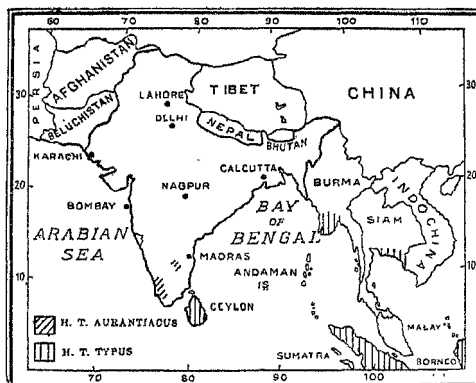 60 70 80 90 100 110
PERSIA
AFGHANISTAN
BELUCHISTAN
LAHORE
DELHI
TIBET
CHINA
NEPAL
BHUTAN
30 30
KARACHI
CALCUTTA
BURMA
INDOCHINA
20 20
NAGPUR
BOMBAY
BAY
OF
BENGAL
SIAM
ARABIAN
SEA
MADRAS
ANDAMAN
IS
10 10
CEYLON
H. T. AURANTIACUS
H. T. TYPUS
MALAY
SUMATRA
BORNEO
70 80 90 100 110